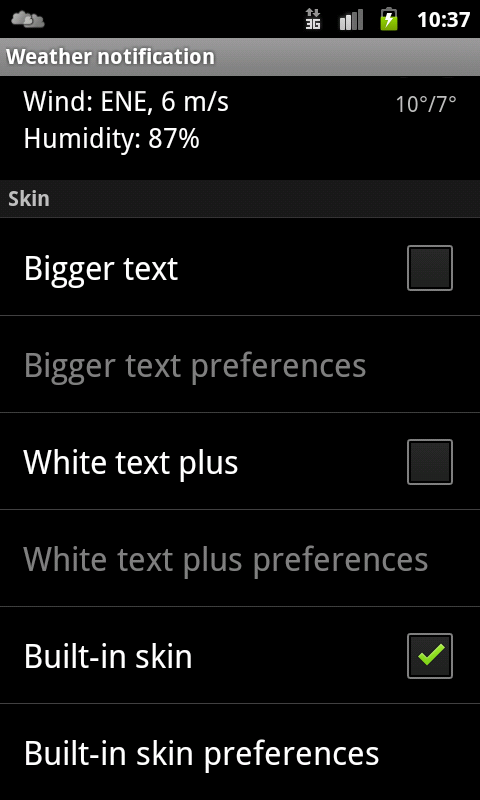 3G 10:37
Weather notification
Wind: ENE, 6 m/s 10°/7°
Humidity: 87%
Skin
Bigger text
Bigger text preferences
White text plus
White text plus preferences
Built-in skin
Built-in skin preferences